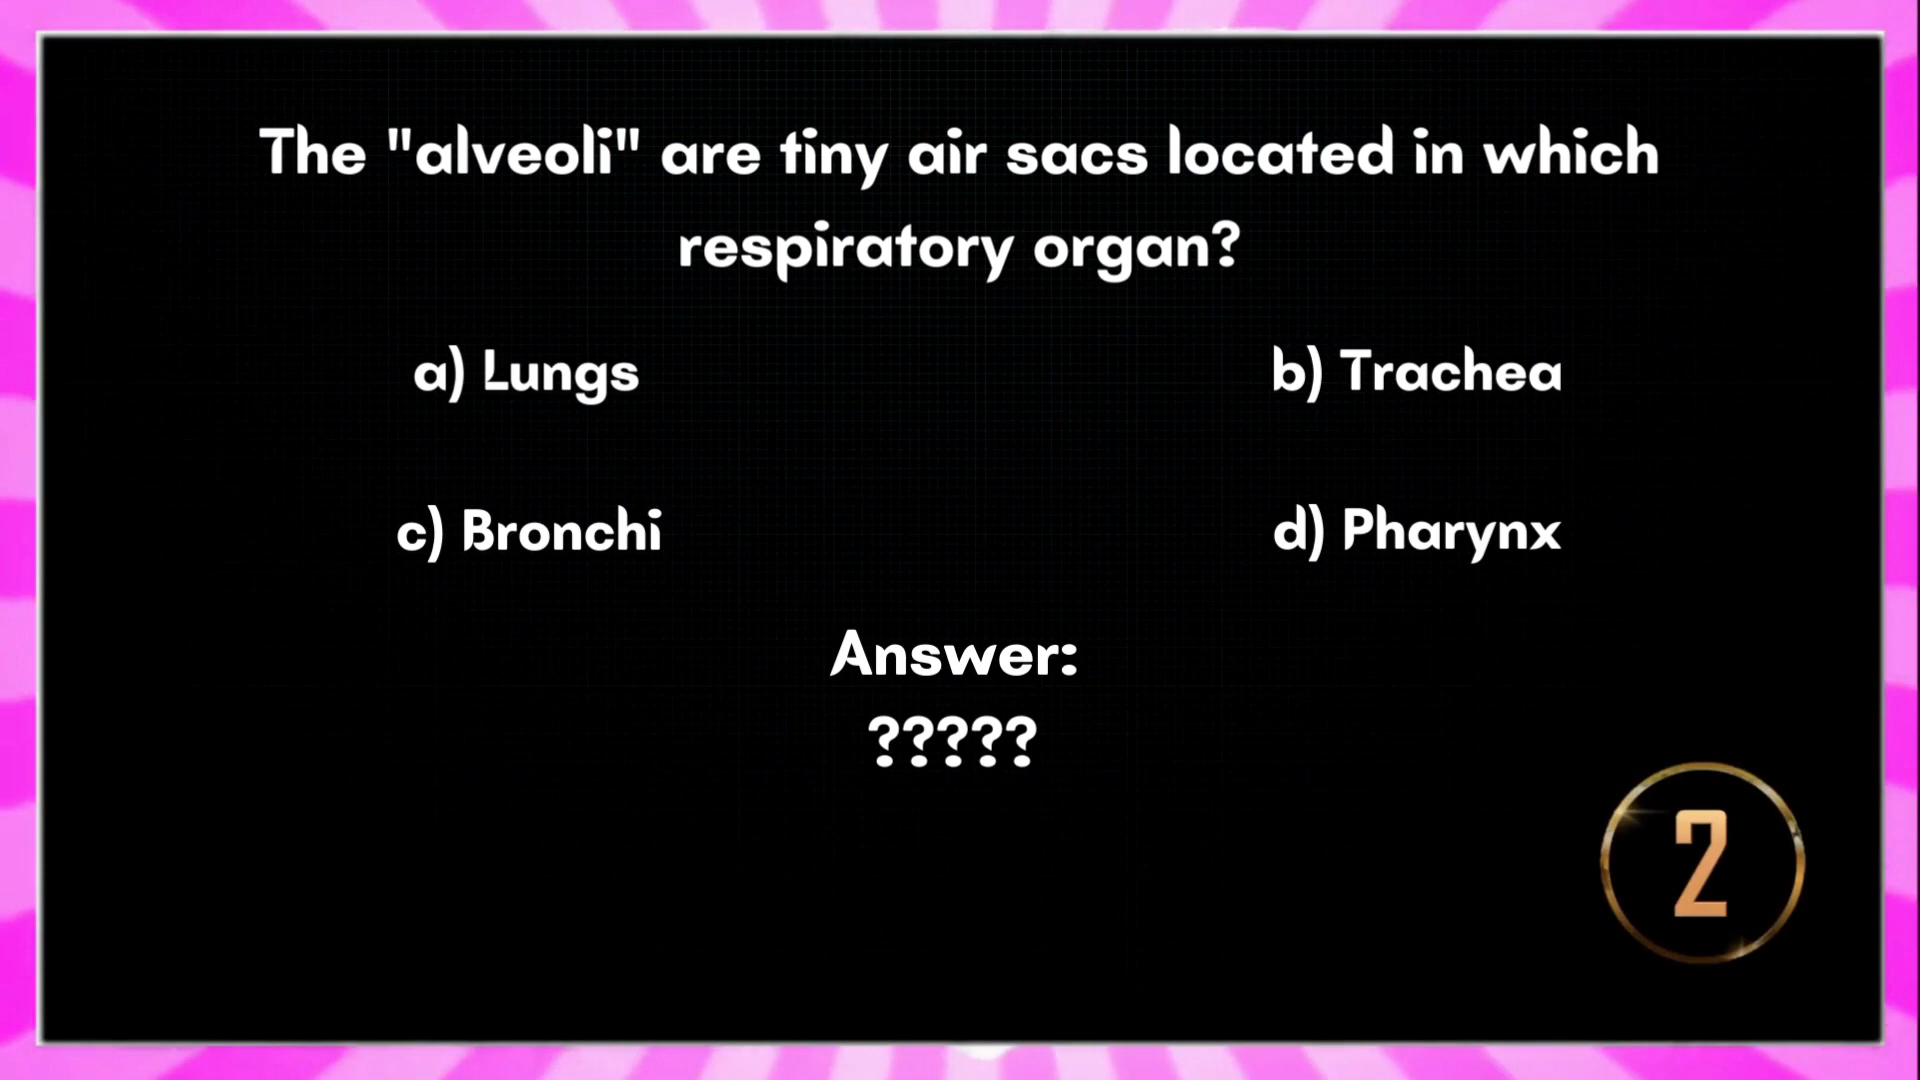 The "alveoli" are tiny air sacs located in which
respiratory organ?
a) Lungs
b) Trachea
c) Bronchi
d) Pharynx
Answer:
?????
2